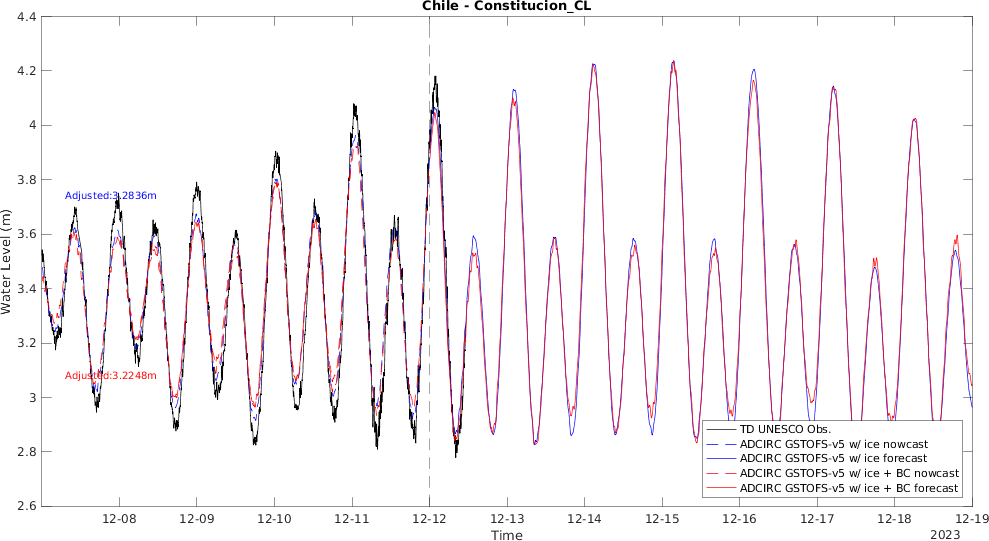 Chile - Constitucion_CL
4.4
4.2
4
3.8
3.6
3.4
3.2
3
2.8
2.6
Water Level (m)
Adjusted:3.2836m
Adjusted:3.2248m
TD UNESCO Obs.
ADCIRC GSTOFS-v5 w/ ice nowcast
ADCIRC GSTOFS-v5 w/ ice forecast
ADCIRC GSTOFS-v5 w/ ice + BC nowcast
ADCIRC GSTOFS-v5 w/ ice + BC forecast
12-08 12-09 12-10 12-11 12-12 12-13 12-14 12-15 12-16 12-17 12-18 12-19
Time
2023